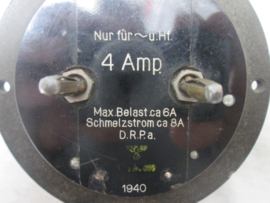 Nur für ~ u. Hf.
4 Amp.
Max. Belast. ca 6A
Schmelzstrom ca 8A
D.R.P.a.
1940